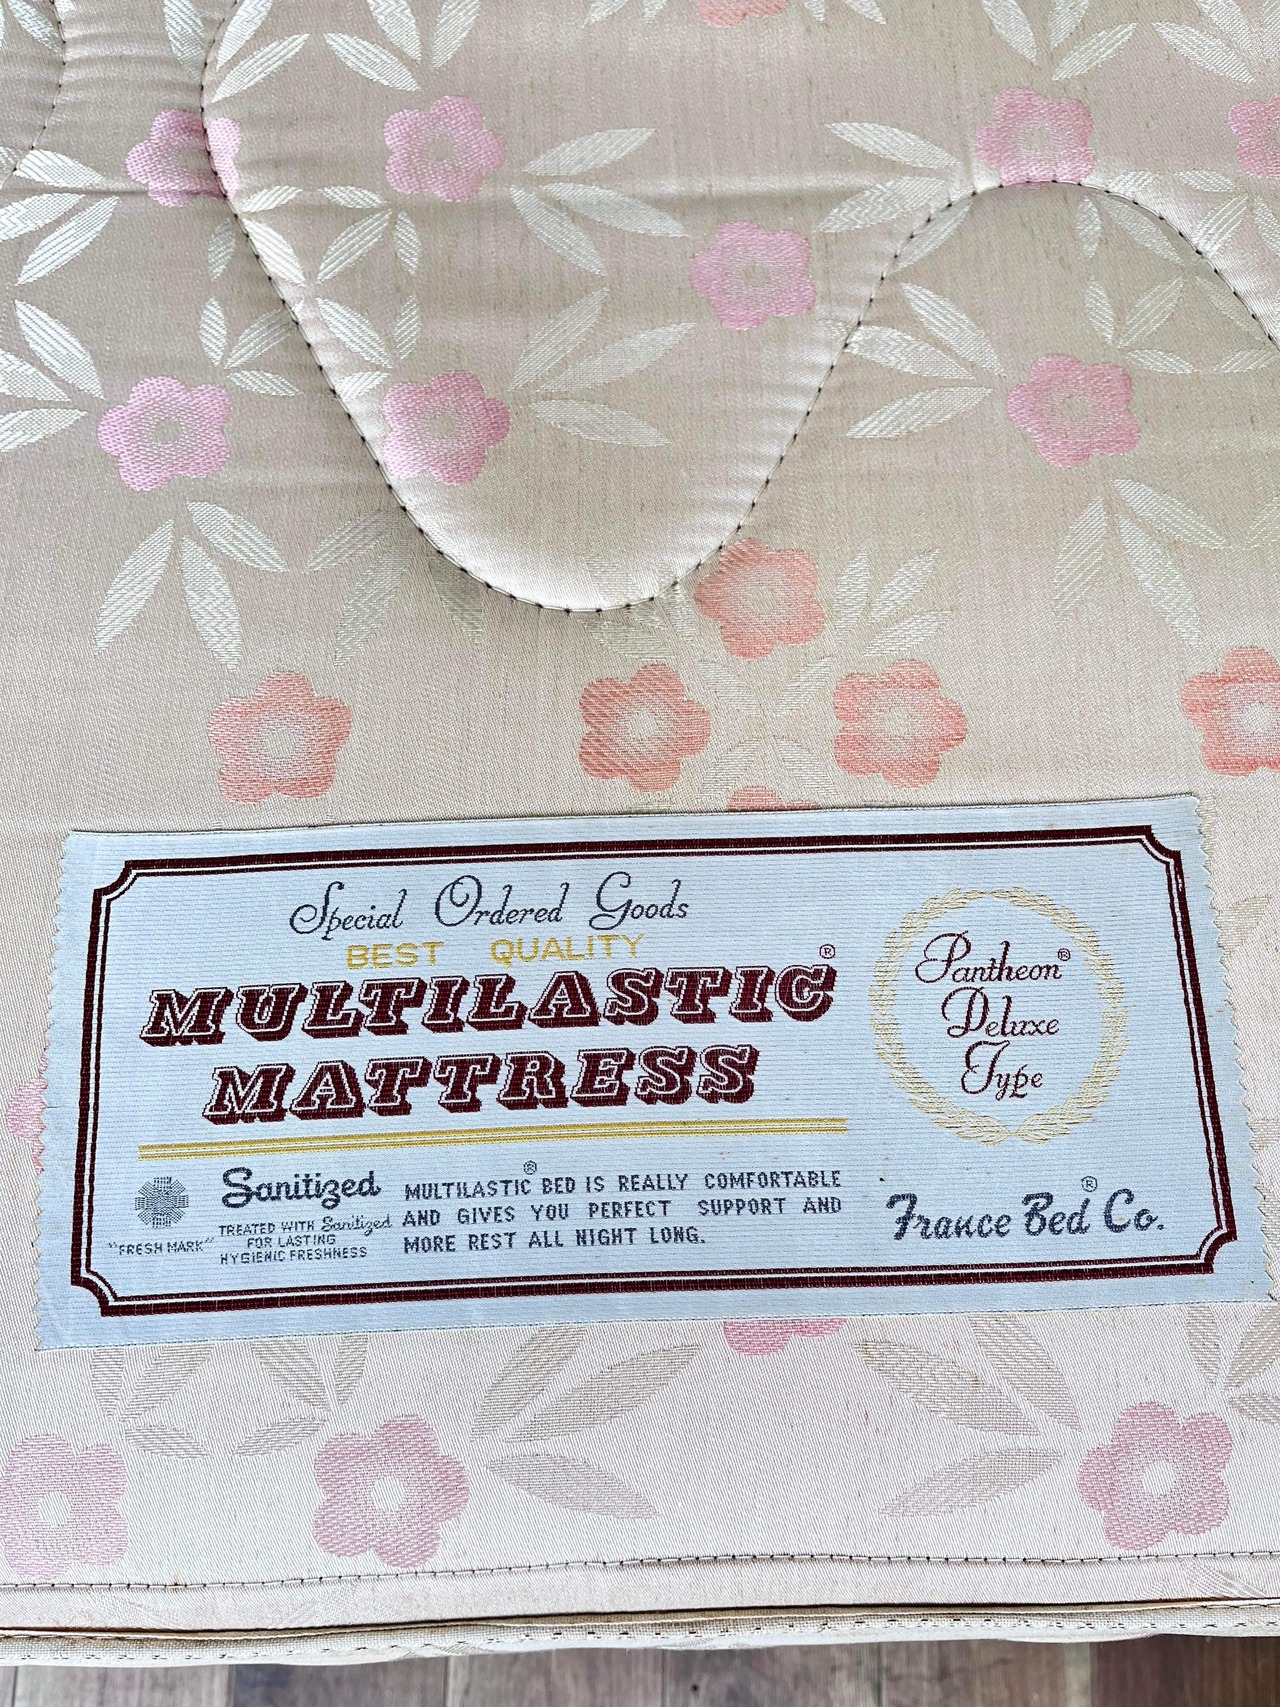 Special Ordered Goods
BEST QUALITY
MULTILASTIC®
MATTRESS
Pantheon®
Deluxe
Type
"FRESH MARK"
Sanitized
TREATED WITH Sanitized
FOR LASTING
HYGIENIC FRESHNESS
MULTILASTIC® BED IS REALLY COMFORTABLE
AND GIVES YOU PERFECT SUPPORT AND
MORE REST ALL NIGHT LONG.
France Bed® Co.